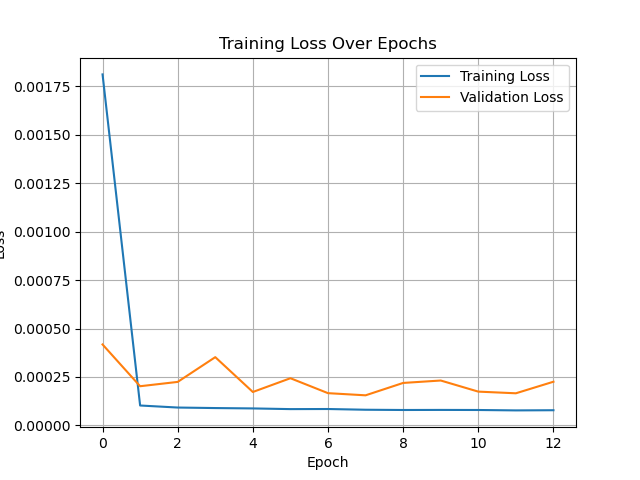 Training Loss Over Epochs
Training Loss
Validation Loss
0.00175
0.00150
0.00125
0.00100
0.00075
0.00050
0.00025
0.00000
Loss
0 2 4 6 8 10 12
Epoch